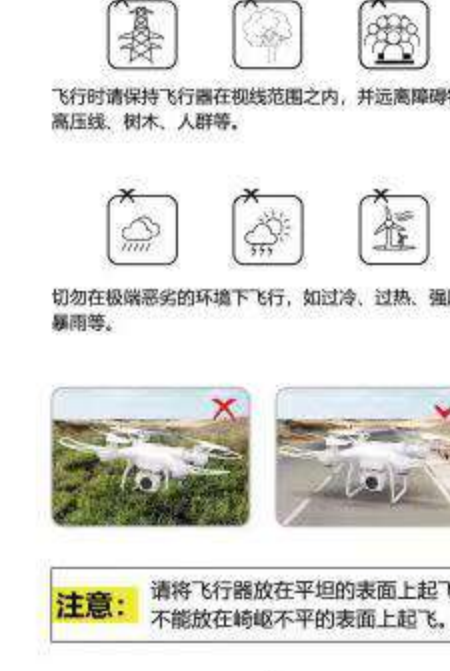 飞行时请保持飞行器在视线范围之内，并远离障碍
高压线、树木、人群等。
切勿在极端恶劣的环境下飞行，如过冷、过热、强
暴雨等。
注意：
请将飞行器放在平坦的表面上起飞
不能放在崎岖不平的表面上起飞。